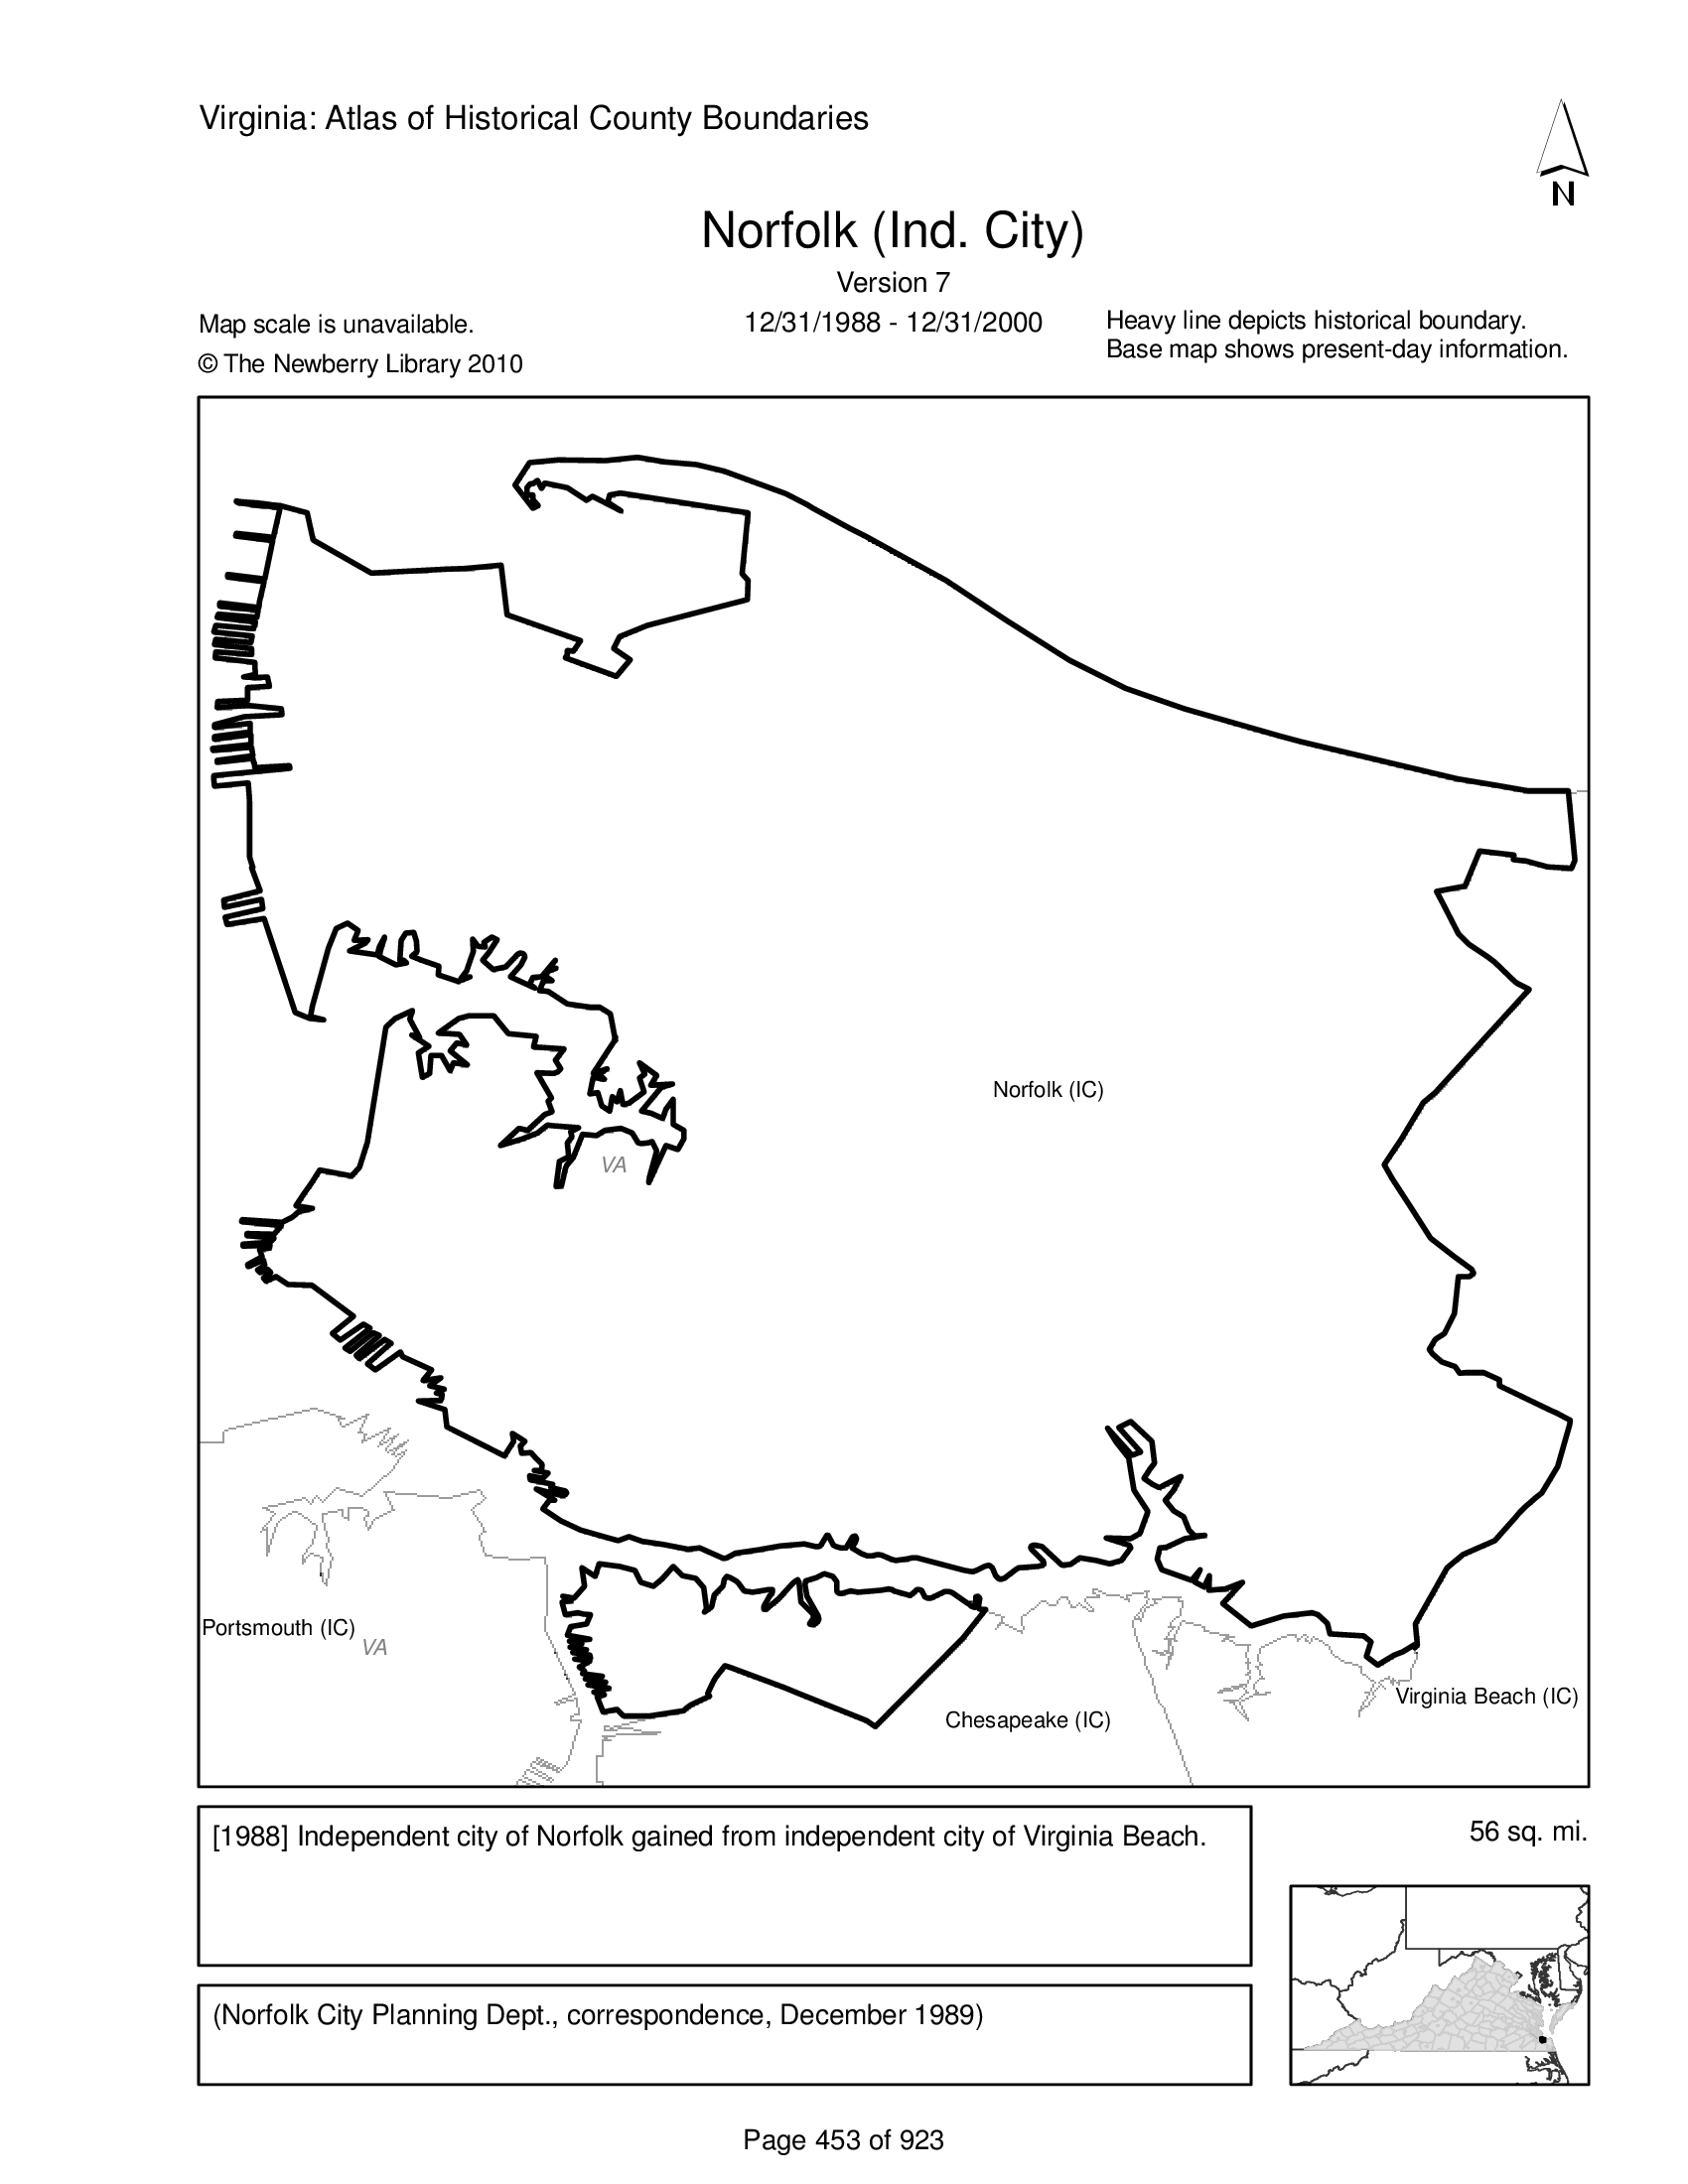 Virginia: Atlas of Historical County Boundaries
N
Norfolk (Ind. City)
Version 7
12/31/1988 - 12/31/2000
Map scale is unavailable.
© The Newberry Library 2010
Heavy line depicts historical boundary.
Base map shows present-day information.
Norfolk (IC)
VA
Portsmouth (IC)
VA
Virginia Beach (IC)
Chesapeake (IC)
[1988] Independent city of Norfolk gained from independent city of Virginia Beach.
56 sq. mi.
(Norfolk City Planning Dept., correspondence, December 1989)
Page 453 of 923